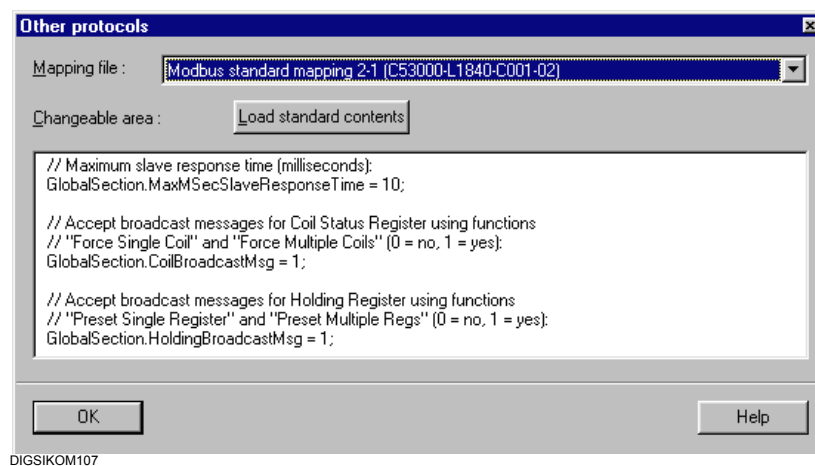 Other protocols
Mapping file : Modbus standard mapping 2-1 (C53000-L1840-C001-02)
Changeable area : Load standard contents
// Maximum slave response time (milliseconds):
GlobalSection.MaxMSecSlaveResponseTime = 10;
// Accept broadcast messages for Coil Status Register using functions
// "Force Single Coil" and "Force Multiple Coils" (0 = no, 1 = yes):
GlobalSection.CoilBroadcastMsg = 1;
// Accept broadcast messages for Holding Register using functions
// "Preset Single Register" and "Preset Multiple Regs" (0 = no, 1 = yes):
GlobalSection.HoldingBroadcastMsg = 1;
OK Help
DIGSIKOM107